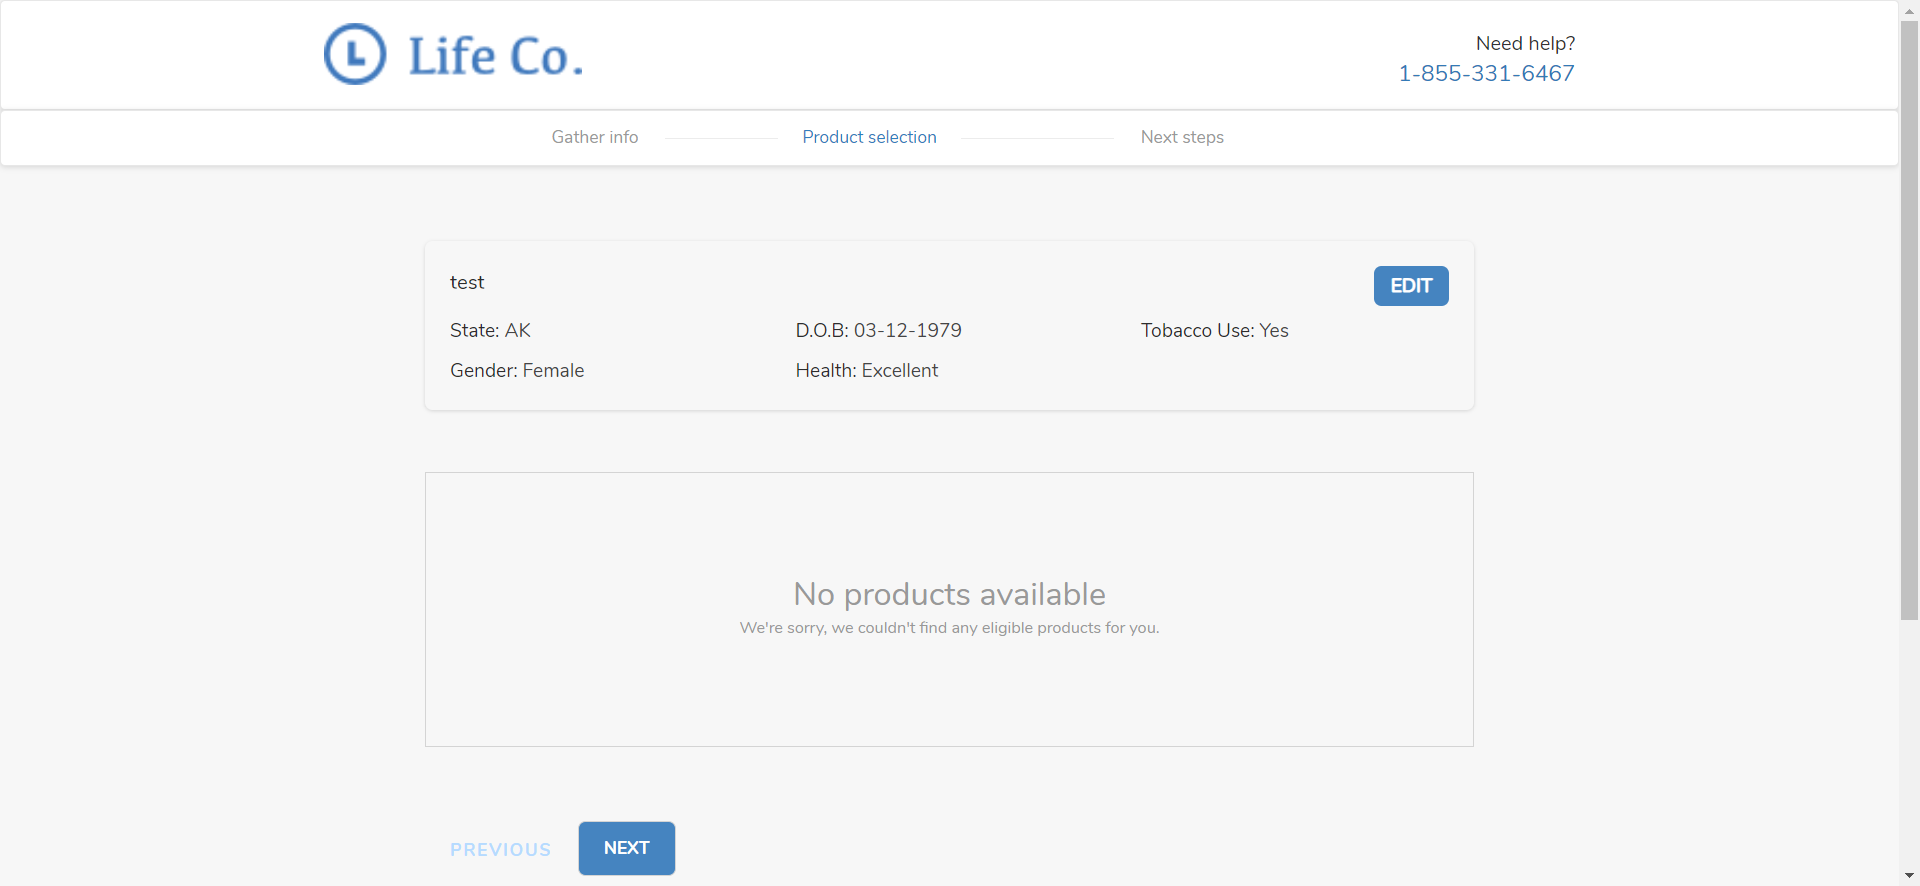 Life Co.
Need help?
1-855-331-6467
Gather info
Product selection
Next steps
test
EDIT
State: AK
D.O.B: 03-12-1979
Tobacco Use: Yes
Gender: Female
Health: Excellent
No products available
We're sorry, we couldn't find any eligible products for you.
PREVIOUS
NEXT